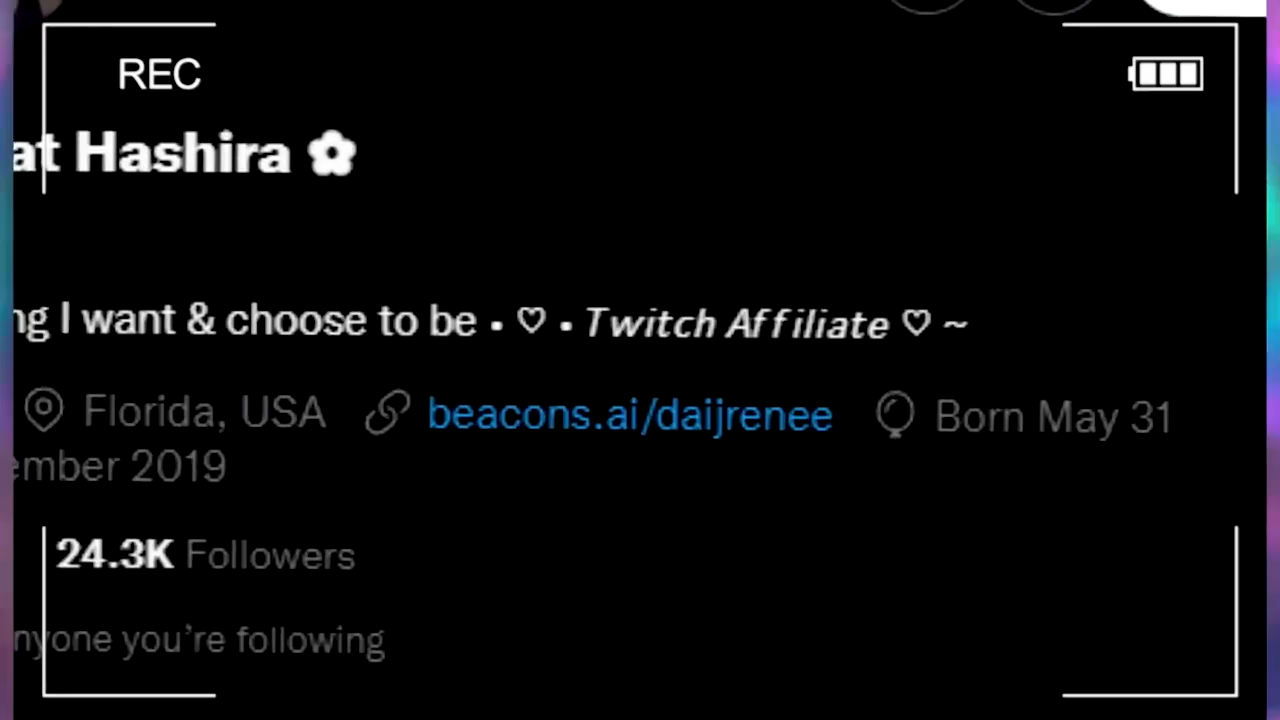 REC
at Hashira ✿
ng I want & choose to be • ♡ • Twitch Affiliate ♡ ~
Florida, USA beacons.ai/daijrenee Born May 31
ember 2019
24.3K Followers
nyone you’re following